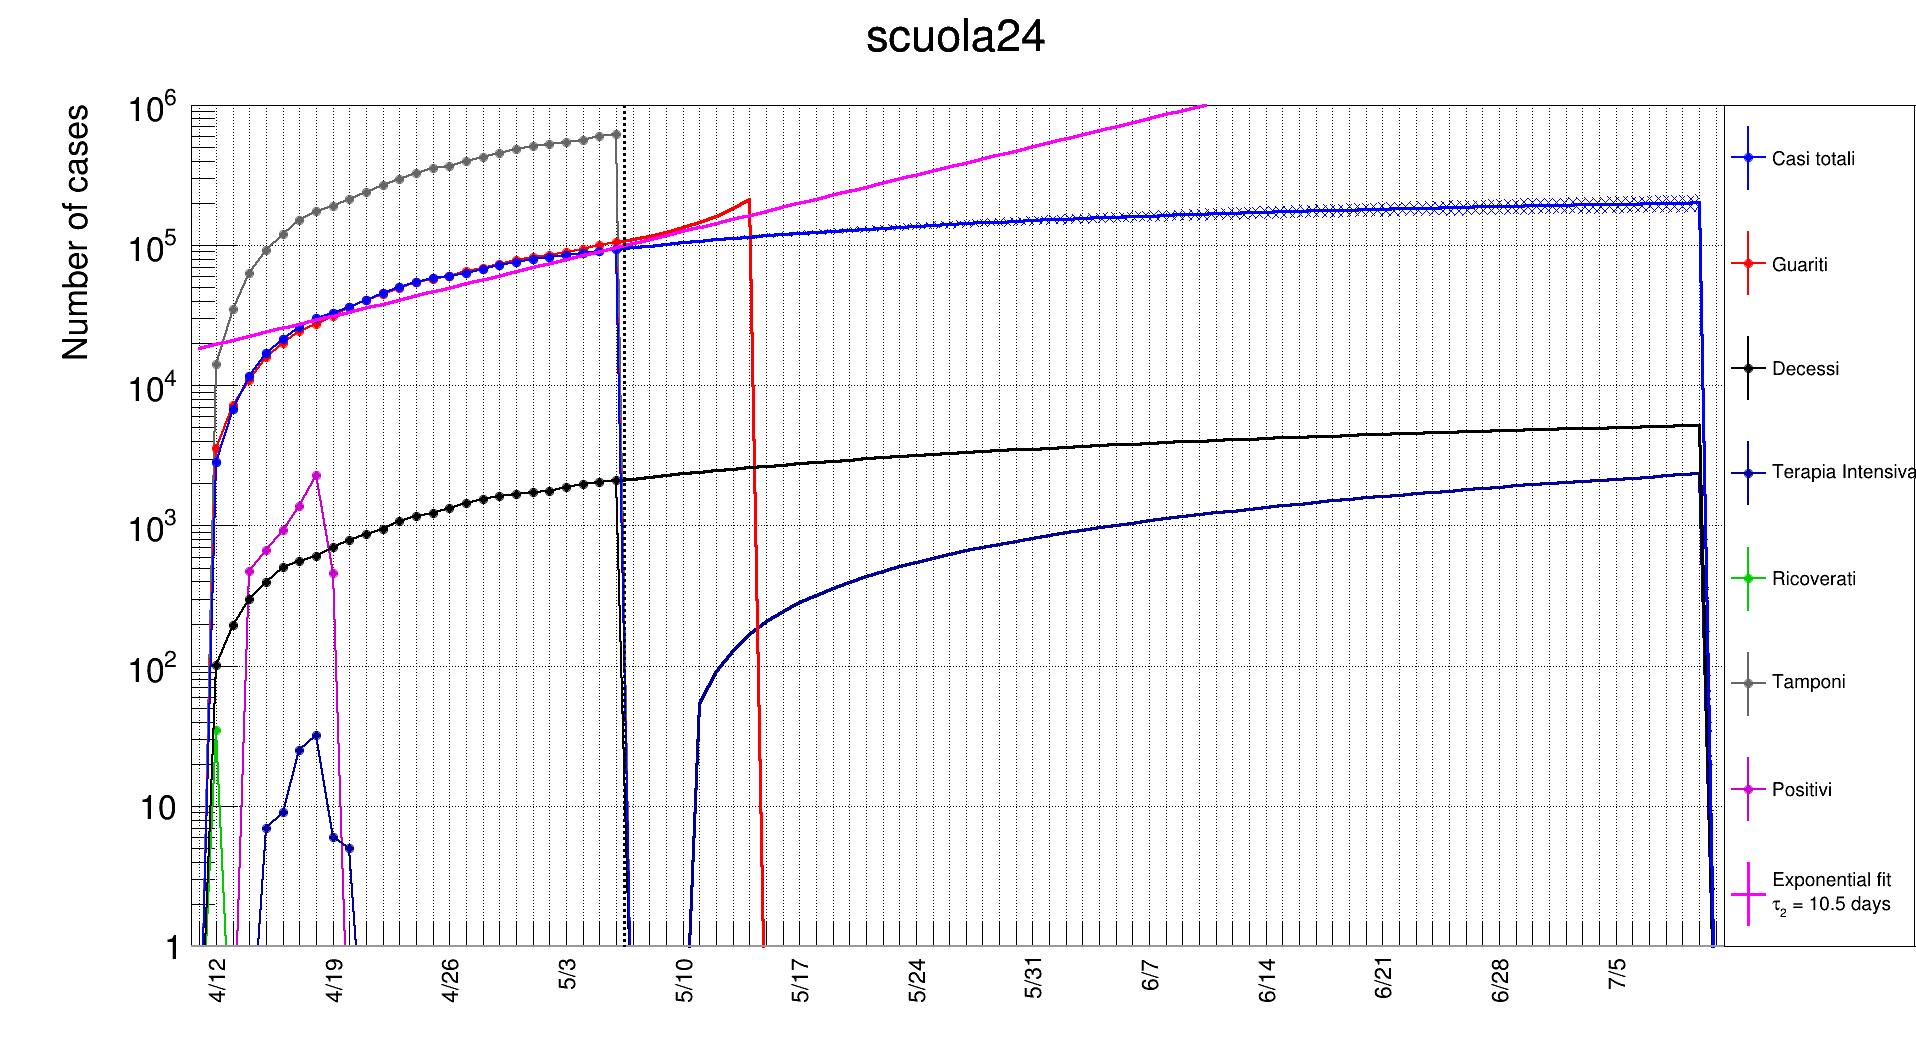 scuola24
Number of cases
10^6
10^5
10^4
10^3
10^2
10
1
4/12
4/19
4/26
5/3
5/10
5/17
5/24
5/31
6/7
6/14
6/21
6/28
7/5
Casi totali
Guariti
Decessi
Terapia Intensiva
Ricoverati
Tamponi
Positivi
Exponential fit
τ₂ = 10.5 days